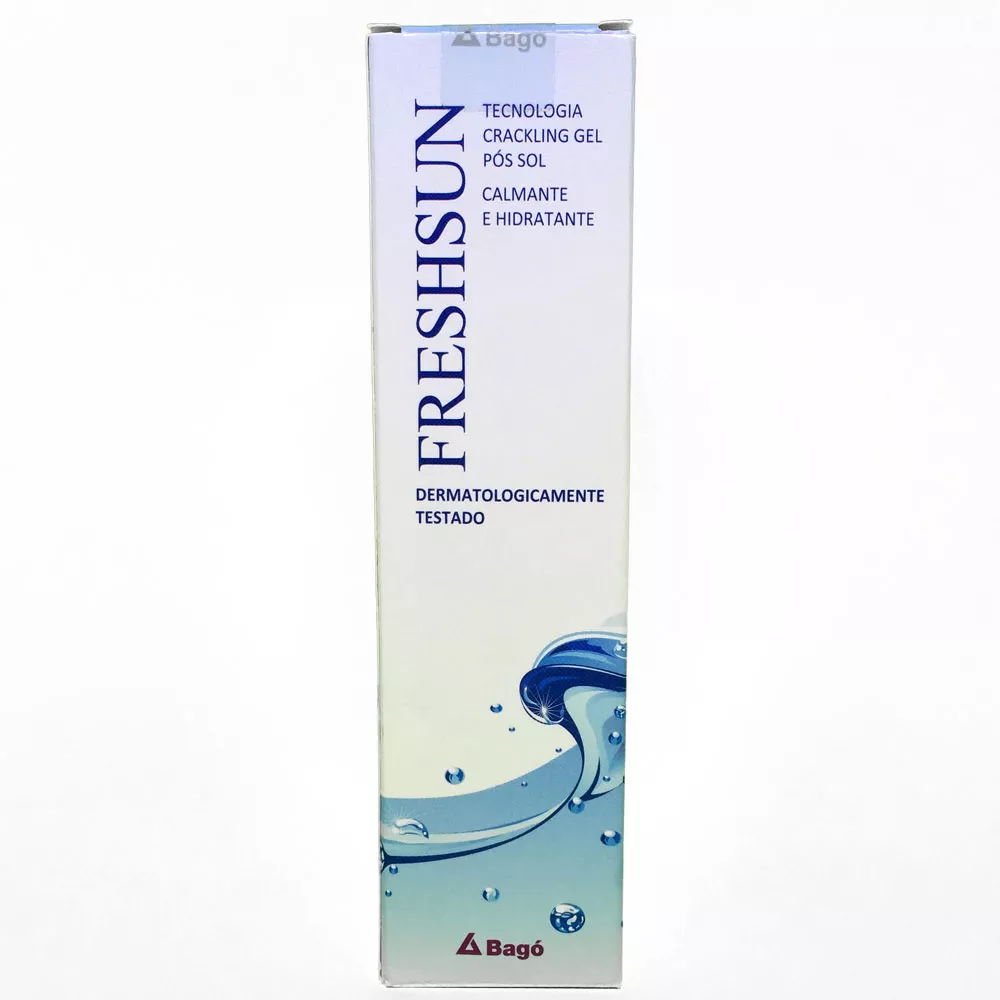 Bagó
FRESHSUN
TECNOLOGIA
CRACKLING GEL
PÓS SOL
CALMANTE
E HIDRATANTE
DERMATOLOGICAMENTE
TESTADO
Bagó